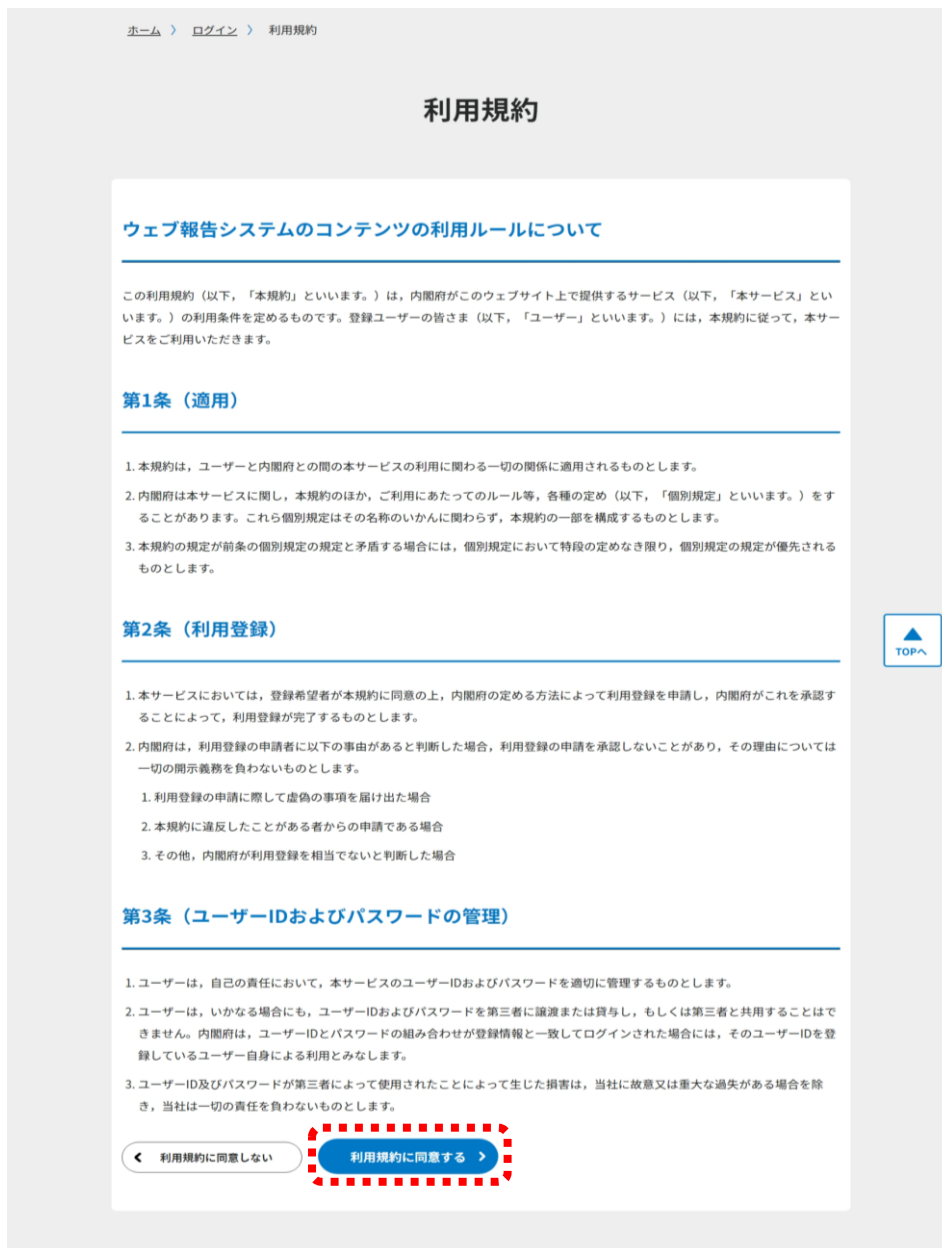 ホーム 〉 ログイン 〉 利用規約
利用規約
ウェブ報告システムのコンテンツの利用ルールについて
この利用規約（以下，「本規約」といいます。）は，内閣府がこのウェブサイト上で提供するサービス（以下，「本サービス」とい
います。）の利用条件を定めるものです。登録ユーザーの皆さま（以下，「ユーザー」といいます。）には，本規約に従って，本サー
ビスをご利用いただきます。
第1条（適用）
1. 本規約は，ユーザーと内閣府との間の本サービスの利用に関わる一切の関係に適用されるものとします。
2. 内閣府は本サービスに関し，本規約のほか，ご利用にあたってのルール等，各種の定め（以下，「個別規定」といいます。）をす
ることがあります。これら個別規定はその名称のいかんに関わらず，本規約の一部を構成するものとします。
3. 本規約の規定が前条の個別規定の規定と矛盾する場合には，個別規定において特段の定めなき限り，個別規定の規定が優先される
ものとします。
第2条（利用登録）
TOPへ
1. 本サービスにおいては，登録希望者が本規約に同意の上，内閣府の定める方法によって利用登録を申請し，内閣府がこれを承認す
ることによって，利用登録が完了するものとします。
2. 内閣府は，利用登録の申請者に以下の事由があると判断した場合，利用登録の申請を承認しないことがあり，その理由については
一切の開示義務を負わないものとします。
1. 利用登録の申請に際して虚偽の事項を届け出た場合
2. 本規約に違反したことがある者からの申請である場合
3. その他，内閣府が利用登録を相当でないと判断した場合
第3条（ユーザーIDおよびパスワードの管理）
1. ユーザーは，自己の責任において，本サービスのユーザーIDおよびパスワードを適切に管理するものとします。
2. ユーザーは，いかなる場合にも，ユーザーIDおよびパスワードを第三者に譲渡または貸与し，もしくは第三者と共用することはで
きません。内閣府は，ユーザーIDとパスワードの組み合わせが登録情報と一致してログインされた場合には，そのユーザーIDを登
録しているユーザー自身による利用とみなします。
3. ユーザーID及びパスワードが第三者によって使用されたことによって生じた損害は，当社に故意又は重大な過失がある場合を除
き，当社は一切の責任を負わないものとします。
利用規約に同意しない 利用規約に同意する